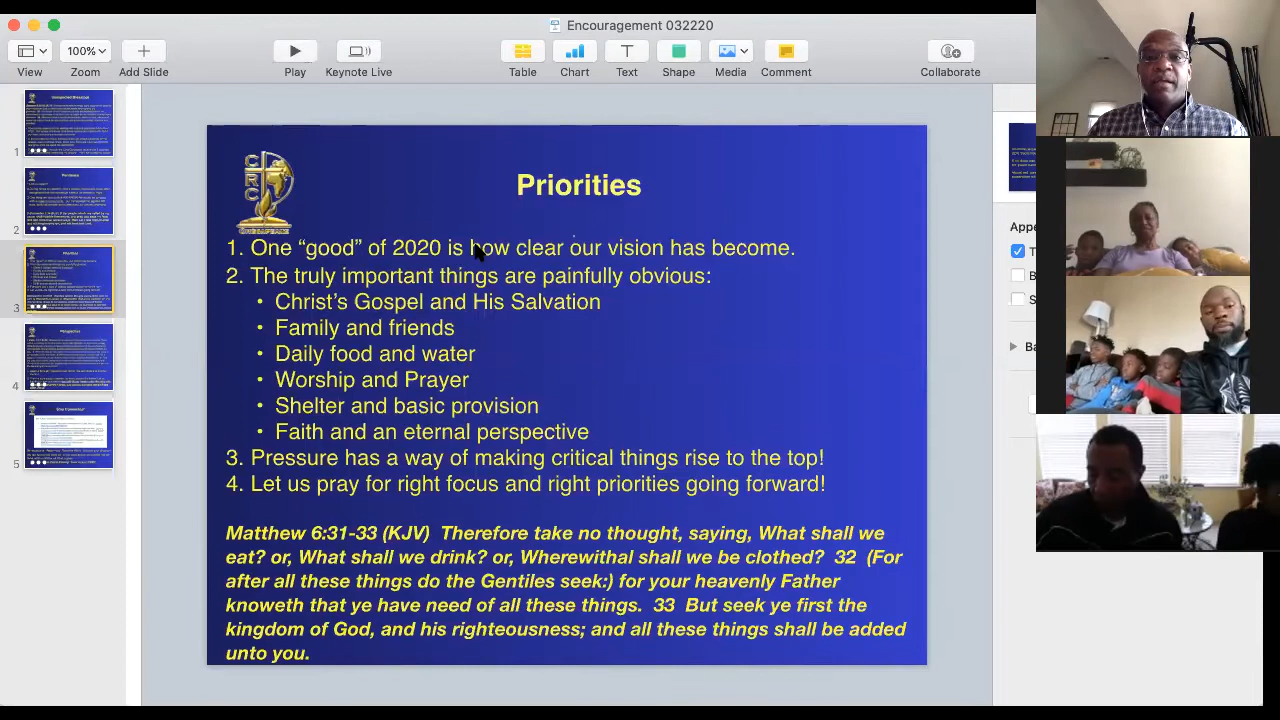 Encouragement 032220
100%
View
Zoom
Add Slide
Play
Keynote Live
Table
Chart
Text
Shape
Media
Comment
Collaborate
1
2
3
4
5
Priorities
1. One “good” of 2020 is how clear our vision has become.
2. The truly important things are painfully obvious:
Christ's Gospel and His Salvation
• Family and friends
Daily food and water
• Worship and Prayer
• Shelter and basic provision
• Faith and an eternal perspective
3. Pressure has a way of making critical things rise to the top!
4. Let us pray for right focus and right priorities going forward!
Matthew 6:31-33 (KJV) Therefore take no thought, saying, What shall we
eat? or, What shall we drink? or, Wherewithal shall we be clothed? 32 (For
after all these things do the Gentiles seek:) for your heavenly Father
knoweth that ye have need of all these things. 33 But seek ye first the
kingdom of God, and his righteousness; and all these things shall be added
unto you.
Appe
T
B
S
Ba